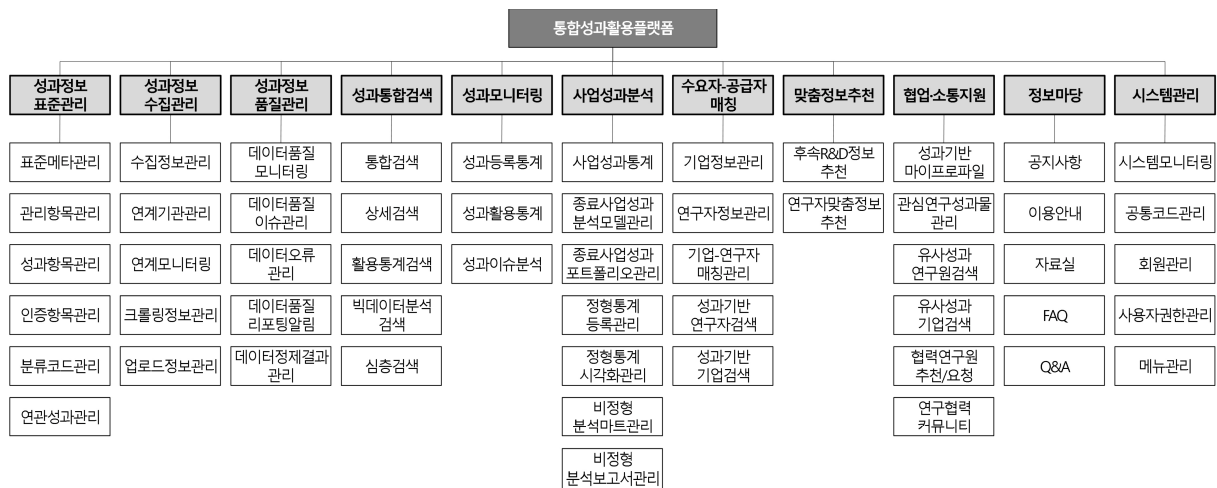 통합성과활용플랫폼
성과정보
표준관리
표준메타관리
관리항목관리
성과항목관리
인증항목관리
분류코드관리
연관성과관리
성과정보
수집관리
수집정보관리
연계기관관리
연계모니터링
크롤링정보관리
업로드정보관리
성과정보
품질관리
데이터품질
모니터링
데이터품질
이슈관리
데이터오류
관리
데이터품질
리포팅알림
데이터정제결과
관리
성과통합검색
통합검색
상세검색
활용통계검색
빅데이터분석
검색
심층검색
성과모니터링
성과등록통계
성과활용통계
성과이슈분석
사업성과분석
사업성과통계
종료사업성과
분석모델관리
종료사업성과
포트폴리오관리
정형통계
등록관리
정형통계
시각화관리
비정형
분석마트관리
비정형
분석보고서관리
수요자-공급자
매칭
기업정보관리
연구자정보관리
기업-연구자
매칭관리
성과기반
연구자검색
성과기반
기업검색
맞춤정보추천
후속R&D정보
추천
연구자맞춤정보
추천
협업·소통지원
성과기반
마이프로파일
관심연구성과물
관리
유사성과
연구원검색
유사성과
기업검색
협력연구원
추천/요청
연구협력
커뮤니티
정보마당
공지사항
이용안내
자료실
FAQ
Q&A
시스템관리
시스템모니터링
공통코드관리
회원관리
사용자권한관리
메뉴관리